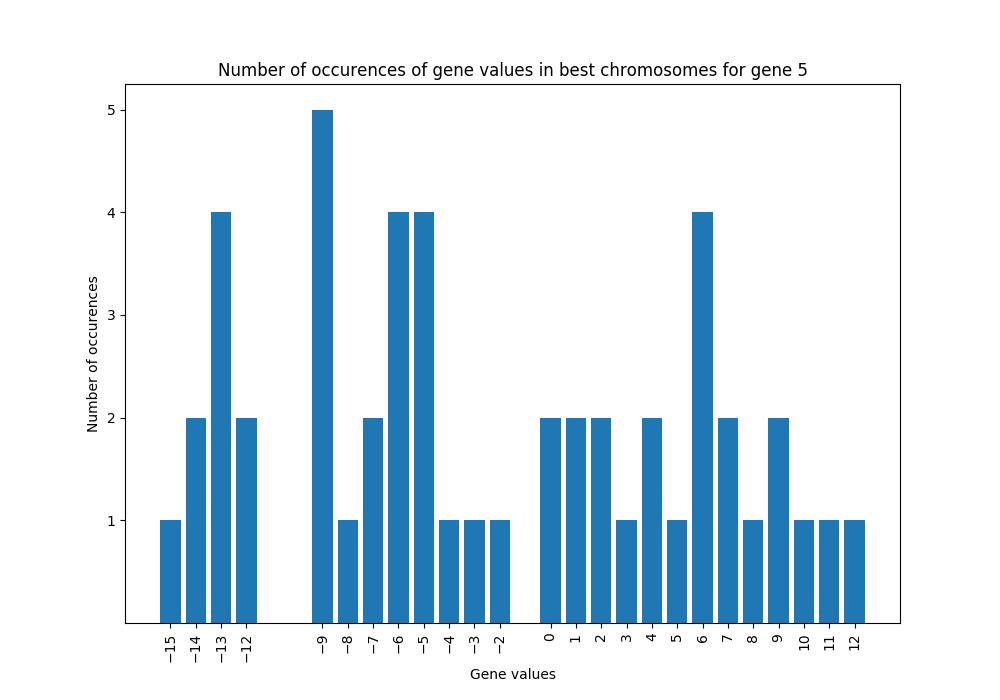 Number of occurences of gene values in best chromosomes for gene 5
5
4
3
2
1
Number of occurences
−15 −14 −13 −12 −9 −8 −7 −6 −5 −4 −3 −2 0 1 2 3 4 5 6 7 8 9 10 11 12
Gene values